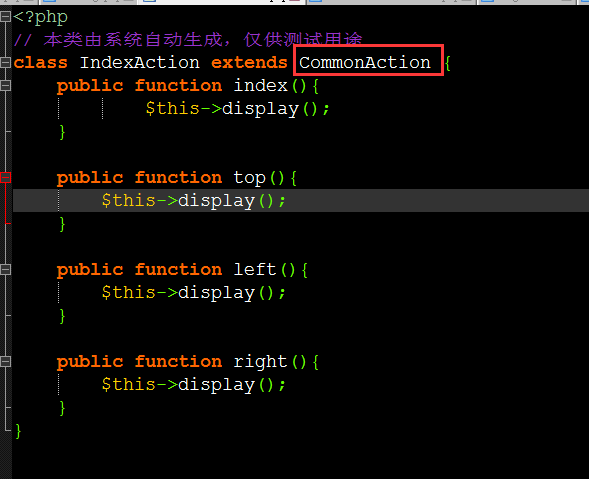 <?php
// 本类由系统自动生成，仅供测试用途
class IndexAction extends CommonAction {
public function index(){
$this->display();
}
public function top(){
$this->display();
}
public function left(){
$this->display();
}
public function right(){
$this->display();
}
}